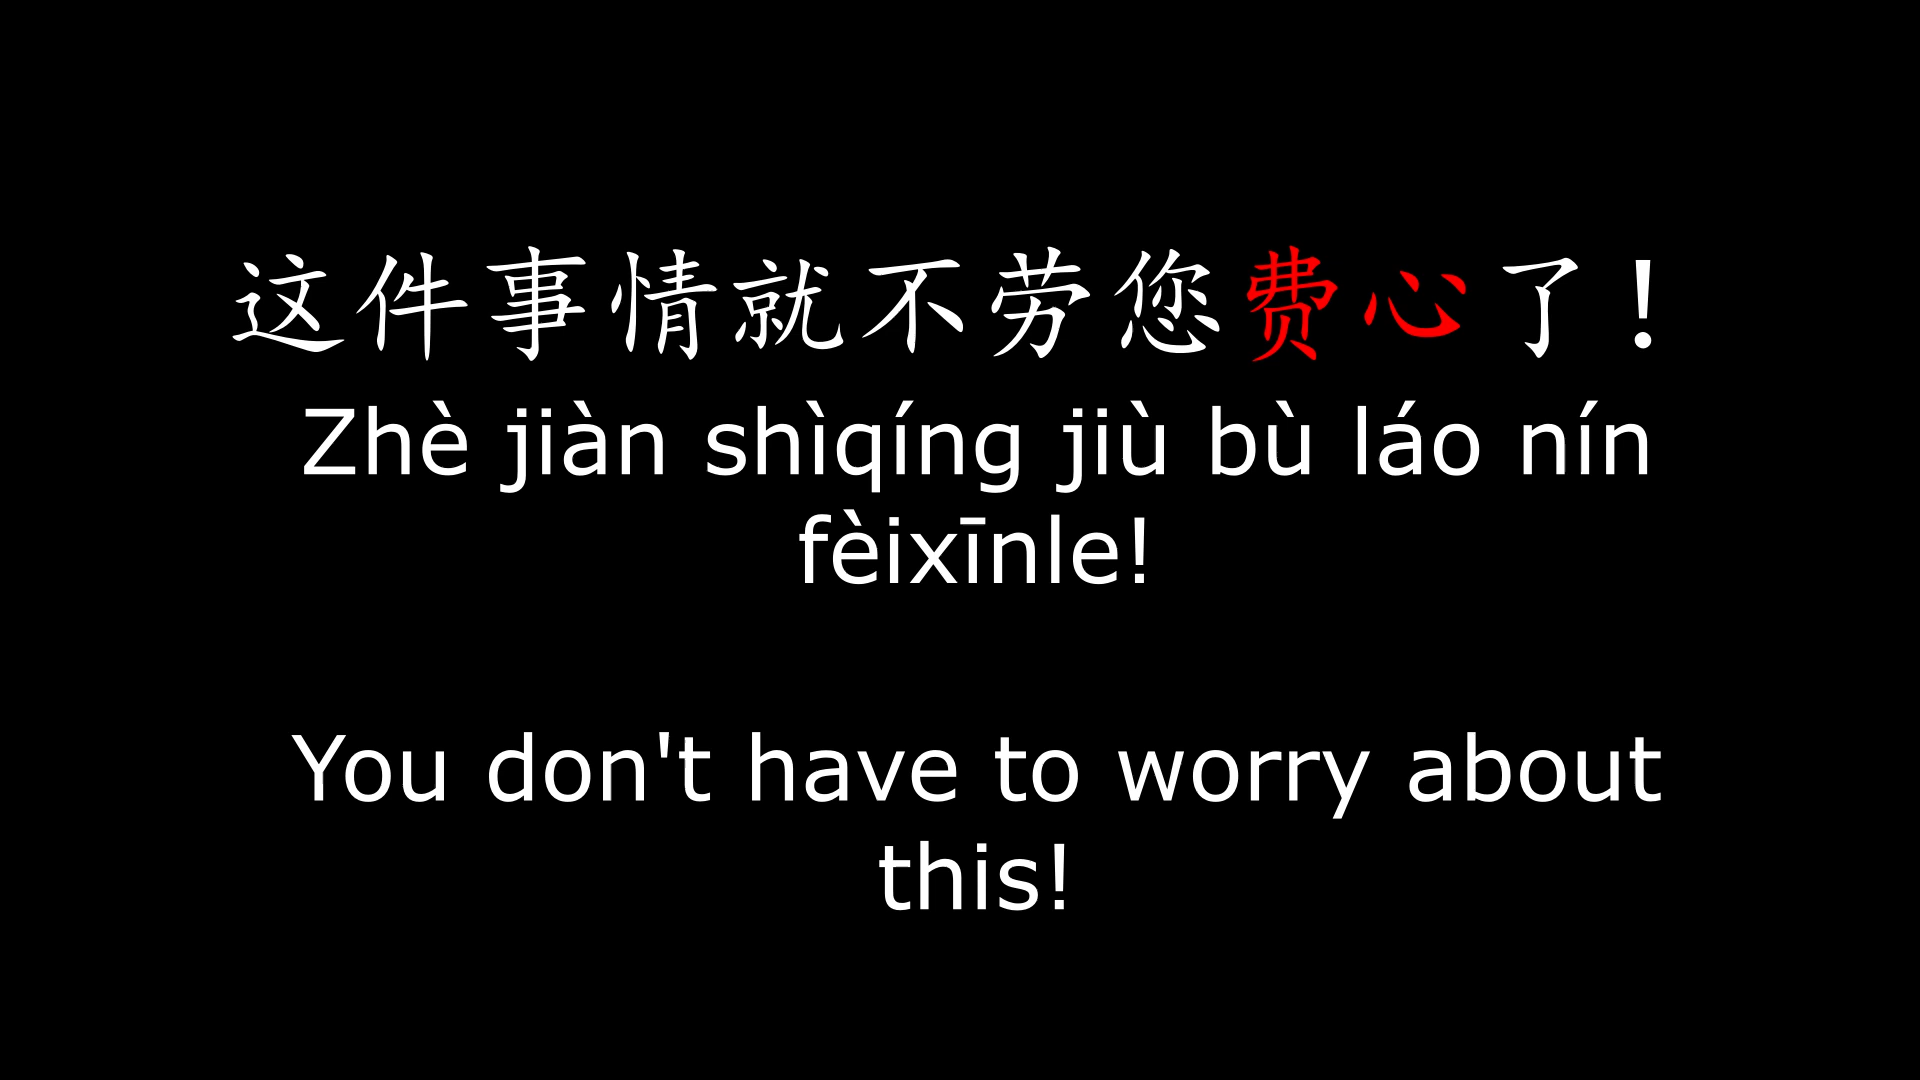 这件事情就不劳您费心了！
Zhè jiàn shìqíng jiù bù láo nín
fèixīnle!
You don't have to worry about
this!